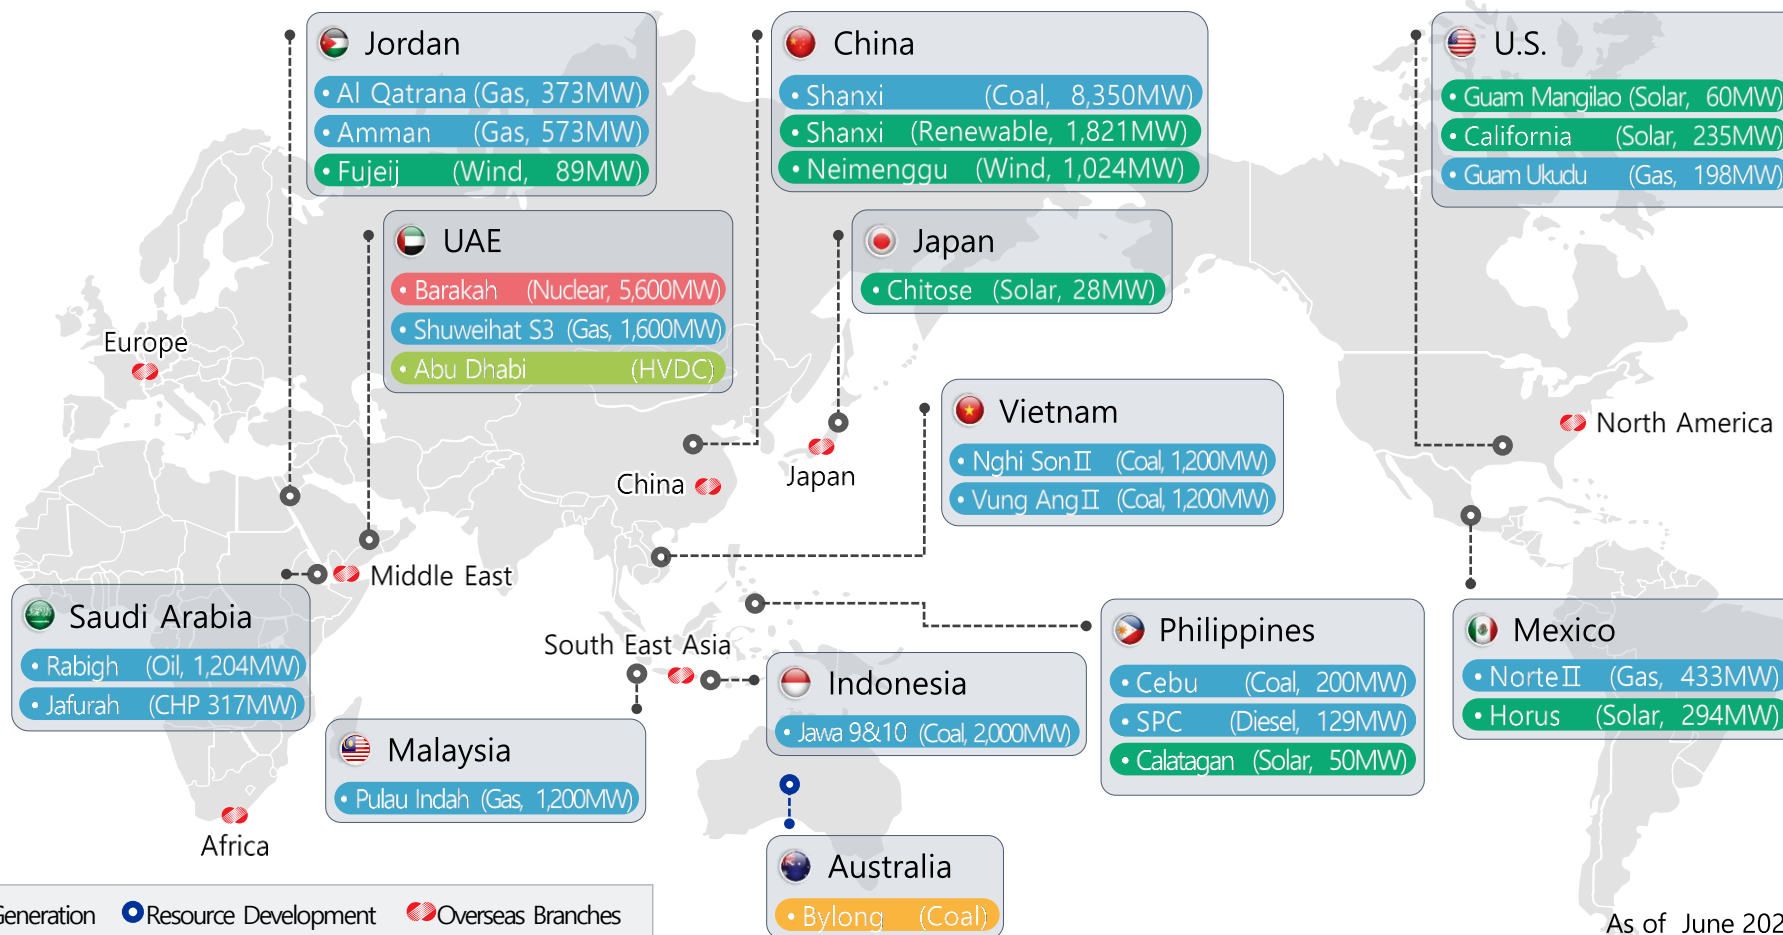 Jordan
• Al Qatrana (Gas, 373MW)
• Amman (Gas, 573MW)
• Fujeij (Wind, 89MW)
China
• Shanxi (Coal, 8,350MW)
• Shanxi (Renewable, 1,821MW)
• Neimenggu (Wind, 1,024MW)
U.S.
• Guam Mangilao (Solar, 60MW)
• California (Solar, 235MW)
• Guam Ukudu (Gas, 198MW)
UAE
• Barakah (Nuclear, 5,600MW)
• Shuweihat S3 (Gas, 1,600MW)
• Abu Dhabi (HVDC)
Japan
• Chitose (Solar, 28MW)
Europe
Vietnam
• Nghi Son Ⅱ (Coal, 1,200MW)
• Vung Ang Ⅱ (Coal, 1,200MW)
North America
China
Japan
Middle East
Saudi Arabia
• Rabigh (Oil, 1,204MW)
• Jafurah (CHP 317MW)
South East Asia
Malaysia
• Pulau Indah (Gas, 1,200MW)
Indonesia
• Jawa 9&10 (Coal, 2,000MW)
Philippines
• Cebu (Coal, 200MW)
• SPC (Diesel, 129MW)
• Calatagan (Solar, 50MW)
Mexico
• Norte Ⅱ (Gas, 433MW)
• Horus (Solar, 294MW)
Africa
Australia
• Bylong (Coal)
Generation Resource Development Overseas Branches
As of June 202